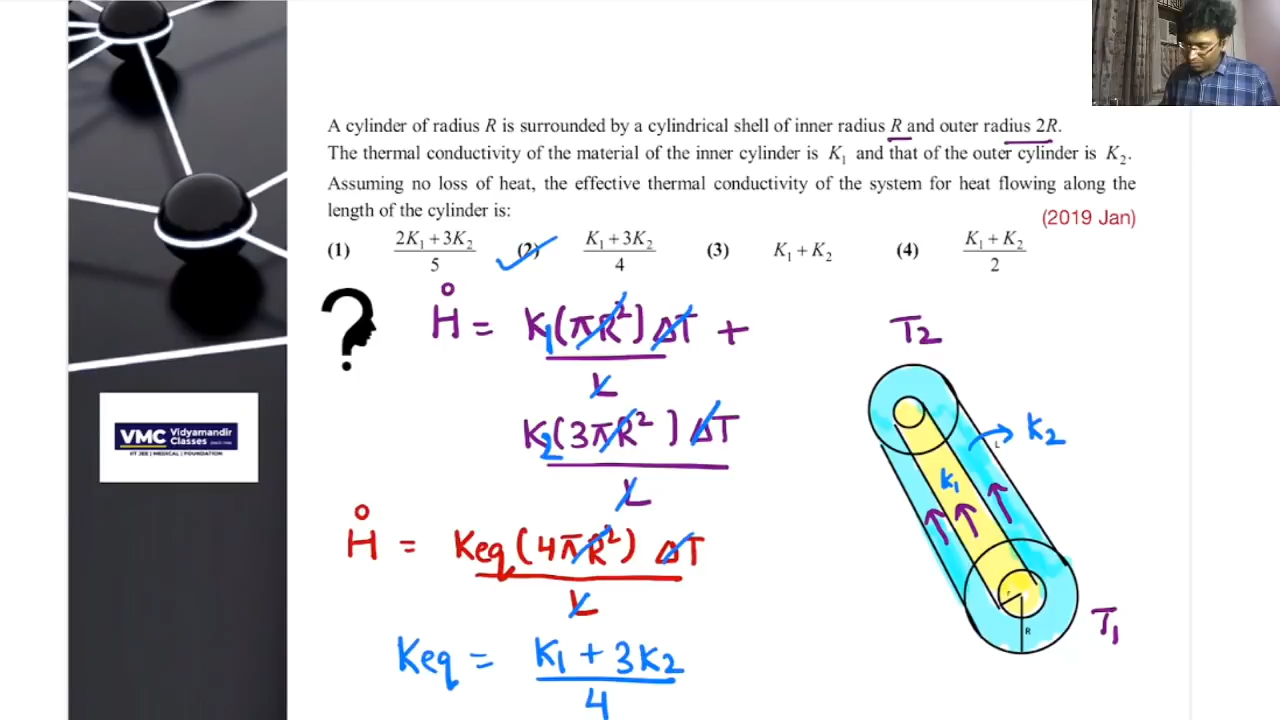 A cylinder of radius R is surrounded by a cylindrical shell of inner radius R and outer radius 2R.
The thermal conductivity of the material of the inner cylinder is K₁ and that of the outer cylinder is K₂.
Assuming no loss of heat, the effective thermal conductivity of the system for heat flowing along the
length of the cylinder is:
(2019 Jan)
(1) (2K₁ + 3K₂)/5 (2) (K₁ + 3K₂)/4 (3) K₁ + K₂ (4) (K₁ + K₂)/2
?
H = K₁(πR²)ΔT/L +
K₂(3πR²)ΔT/L
H = Keq(4πR²)ΔT/L
Keq = (K₁ + 3K₂)/4
T2
K₂
L
K₁
r
R
T₁
VMC Vidyamandir
Classes
IIT JEE | MEDICAL | FOUNDATION